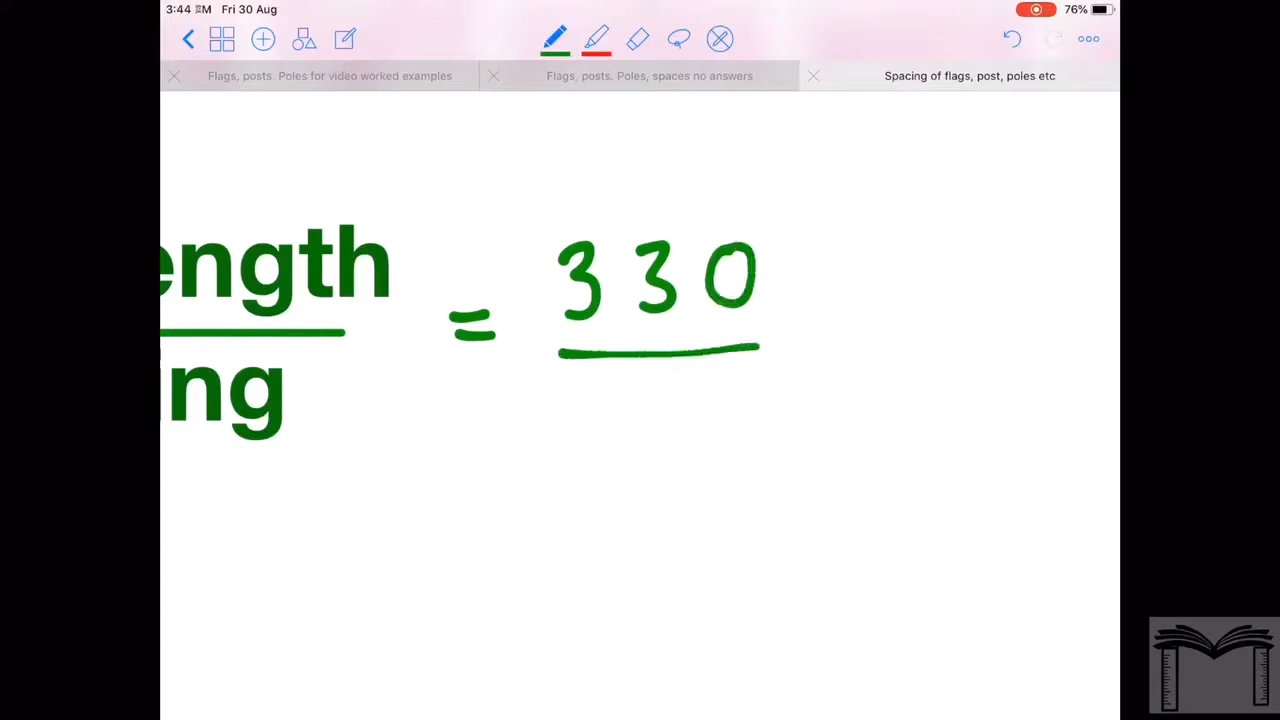 3:44 PM Fri 30 Aug
76%
Flags, posts. Poles for video worked examples
Flags, posts. Poles, spaces no answers
Spacing of flags, post, poles etc
ength
= 330
ing